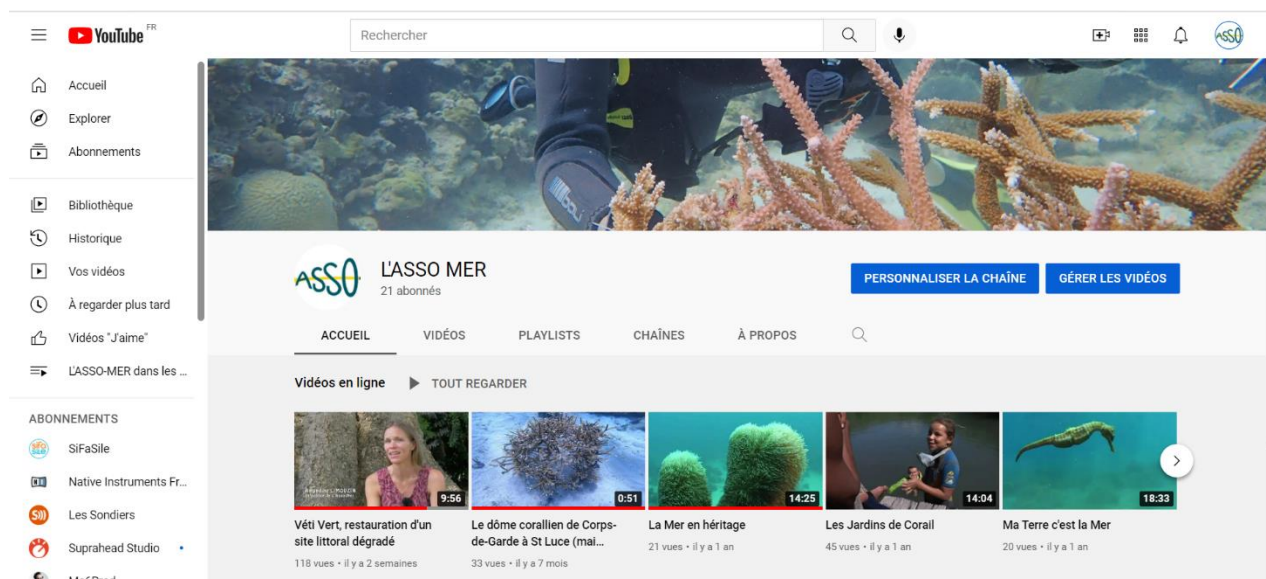 YouTube FR
Rechercher
ASSO
Accueil
Explorer
Abonnements
Bibliothèque
Historique
Vos vidéos
À regarder plus tard
Vidéos "J'aime"
L'ASSO-MER dans les ...
ABONNEMENTS
SiFaSile
Native Instruments Fr...
Les Sondiers
Suprahead Studio
ASSO
L'ASSO MER
21 abonnés
PERSONNALISER LA CHAÎNE
GÉRER LES VIDÉOS
ACCUEIL VIDÉOS PLAYLISTS CHAÎNES À PROPOS
Vidéos en ligne TOUT REGARDER
9:56
0:51
14:25
14:04
18:33
Véti Vert, restauration d'un
site littoral dégradé
118 vues • il y a 2 semaines
Le dôme corallien de Corps-
de-Garde à St Luce (mai...
33 vues • il y a 7 mois
La Mer en héritage
21 vues • il y a 1 an
Les Jardins de Corail
45 vues • il y a 1 an
Ma Terre c'est la Mer
20 vues • il y a 1 an